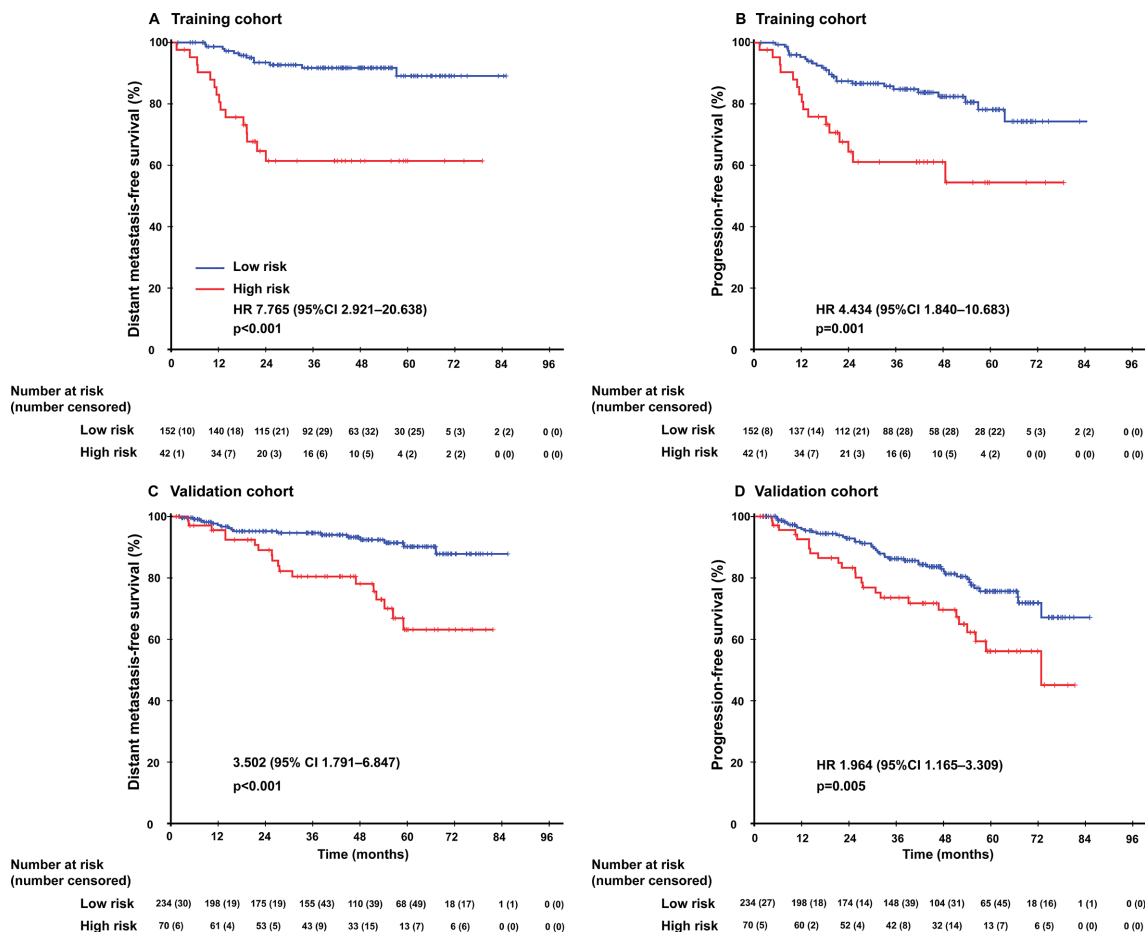 A Training cohort
Distant metastasis-free survival (%)
100
80
60
40
20
0
Low risk
High risk
HR 7.765 (95%CI 2.921–20.638)
p<0.001
0 12 24 36 48 60 72 84 96
Number at risk
(number censored)
Low risk 152 (10) 140 (18) 115 (21) 92 (29) 63 (32) 30 (25) 5 (3) 2 (2) 0 (0)
High risk 42 (1) 34 (7) 20 (3) 16 (6) 10 (5) 4 (2) 2 (2) 0 (0) 0 (0)
B Training cohort
Progression-free survival (%)
100
80
60
40
20
0
HR 4.434 (95%CI 1.840–10.683)
p=0.001
0 12 24 36 48 60 72 84 96
Number at risk
(number censored)
Low risk 152 (8) 137 (14) 112 (21) 88 (28) 58 (28) 28 (22) 5 (3) 2 (2) 0 (0)
High risk 42 (1) 34 (7) 21 (3) 16 (6) 10 (5) 4 (2) 0 (0) 0 (0) 0 (0)
C Validation cohort
Distant metastasis-free survival (%)
100
80
60
40
20
0
3.502 (95% CI 1.791–6.847)
p<0.001
0 12 24 36 48 60 72 84 96
Time (months)
Number at risk
(number censored)
Low risk 234 (30) 198 (19) 175 (19) 155 (43) 110 (39) 68 (49) 18 (17) 1 (1) 0 (0)
High risk 70 (6) 61 (4) 53 (5) 43 (9) 33 (15) 13 (7) 6 (6) 0 (0) 0 (0)
D Validation cohort
Progression-free survival (%)
100
80
60
40
20
0
HR 1.964 (95%CI 1.165–3.309)
p=0.005
0 12 24 36 48 60 72 84 96
Time (months)
Number at risk
(number censored)
Low risk 234 (27) 198 (18) 174 (14) 148 (39) 104 (31) 65 (45) 18 (16) 1 (1) 0 (0)
High risk 70 (5) 60 (2) 52 (4) 42 (8) 32 (14) 13 (7) 6 (5) 0 (0) 0 (0)